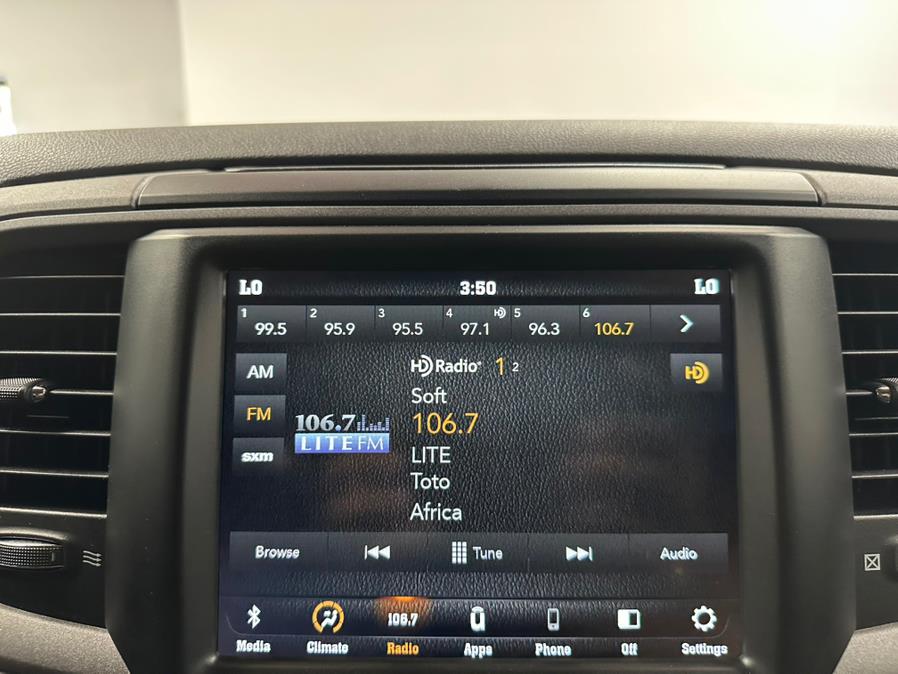 LO 3:50 LO
1 2 3 4 HD 5 6
99.5 95.9 95.5 97.1 96.3 106.7
AM
HD Radio® 1 2
HD
Soft
FM
106.7
106.7
LITE FM
LITE
sxm
Toto
Africa
Browse Tune Audio
106.7
Media Climate Radio Apps Phone Off Settings